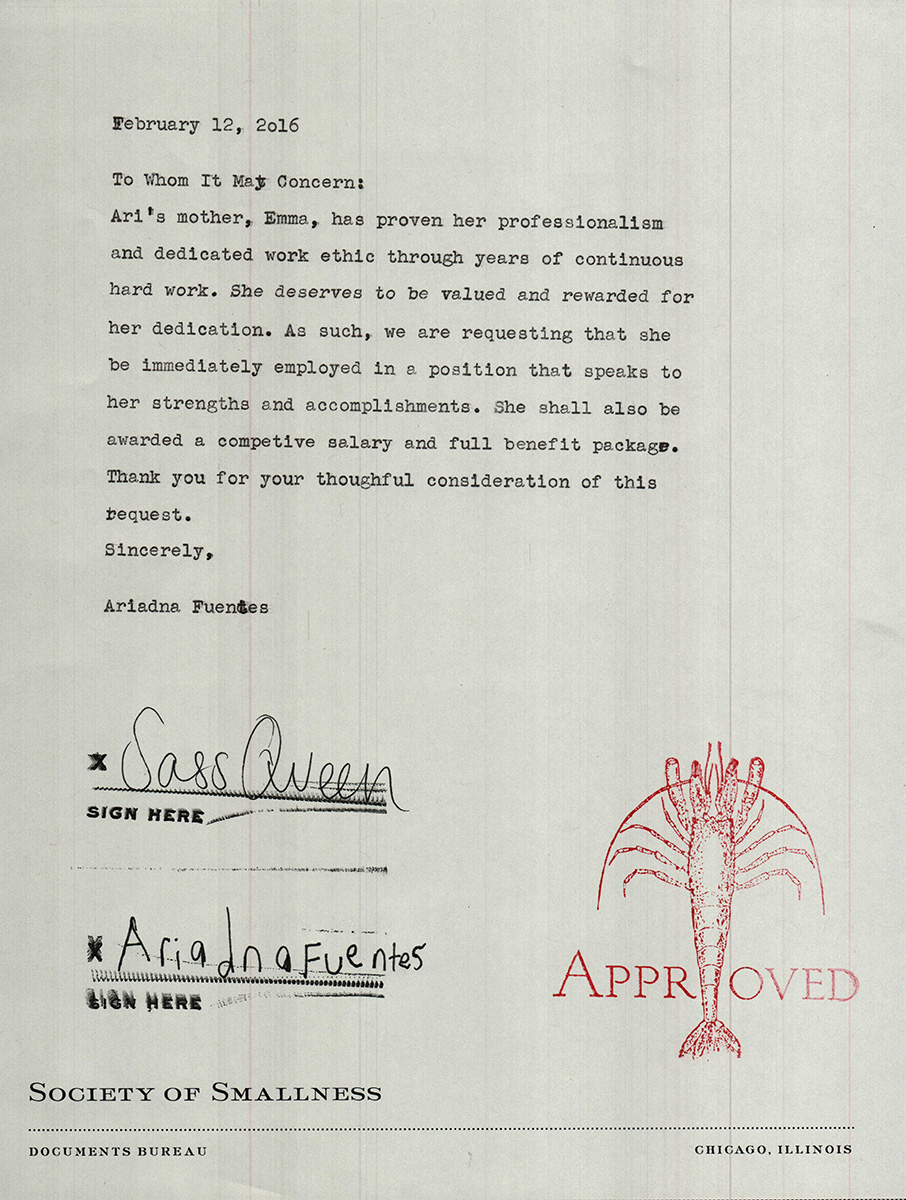 February 12, 2o16
To Whom It May Concern:
Ari's mother, Emma, has proven her professionalism
and dedicated work ethic through years of continuous
hard work. She deserves to be valued and rewarded for
her dedication. As such, we are requesting that she
be immediately employed in a position that speaks to
her strengths and accomplishments. She shall also be
awarded a competive salary and full benefit package.
Thank you for your thoughtful consideration of this
request.
Sincerely,
Ariadna Fuentes
X Sass Queen
SIGN HERE
X Ariadna Fuentes
SIGN HERE
APPROVED
SOCIETY OF SMALLNESS
DOCUMENTS BUREAU
CHICAGO, ILLINOIS